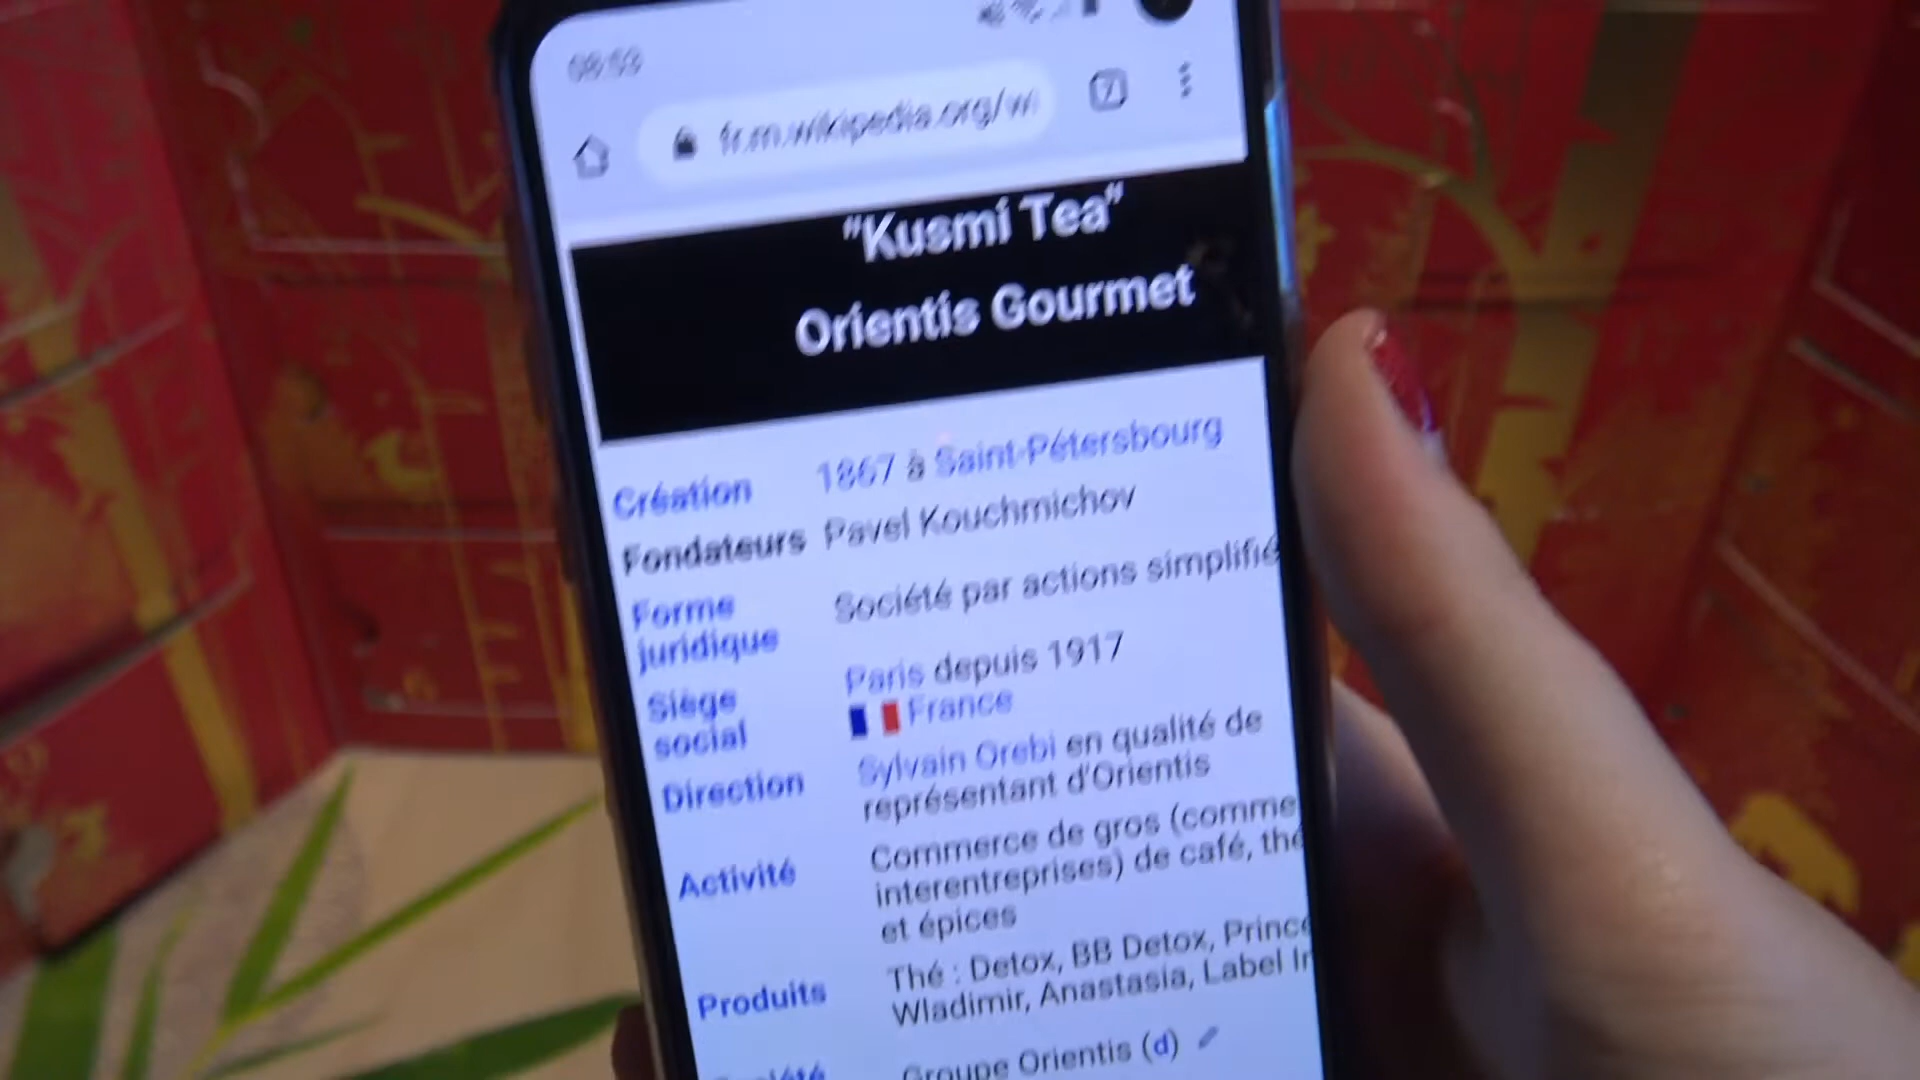 08:59
fr.m.wikipedia.org/wi
7
"Kusmi Tea"
Orientis Gourmet
Création 1867 à Saint-Pétersbourg
Fondateurs Pavel Kouchmichov
Forme juridique Société par actions simplifié
Siège social Paris depuis 1917
France
Direction Sylvain Orebi en qualité de
représentant d'Orientis
Activité Commerce de gros (comme
interentreprises) de café, thé
et épices
Produits Thé : Detox, BB Detox, Prince
Wladimir, Anastasia, Label Im
Groupe Orientis (d)